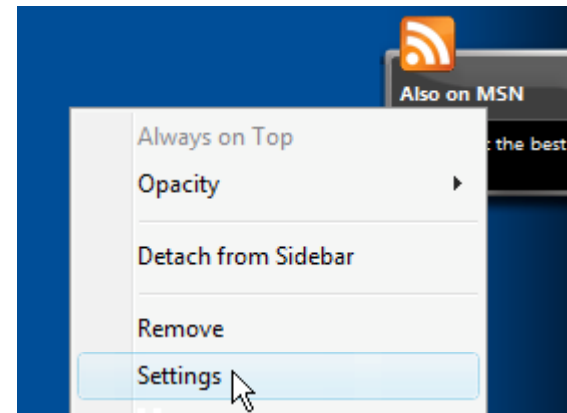 Also on MSN
the best
Always on Top
Opacity
Detach from Sidebar
Remove
Settings